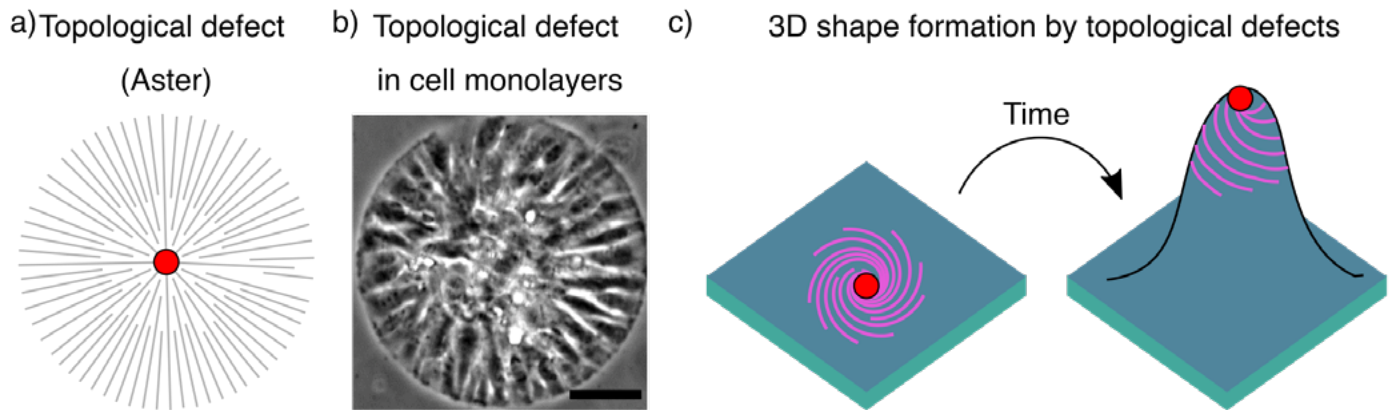 a) Topological defect
(Aster)
b) Topological defect
in cell monolayers
c) 3D shape formation by topological defects
Time